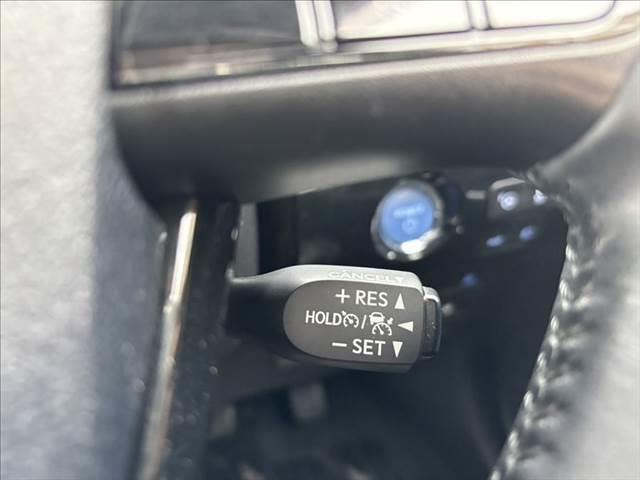 CANCEL
+ RES ▲
HOLD / ◄
− SET ▼